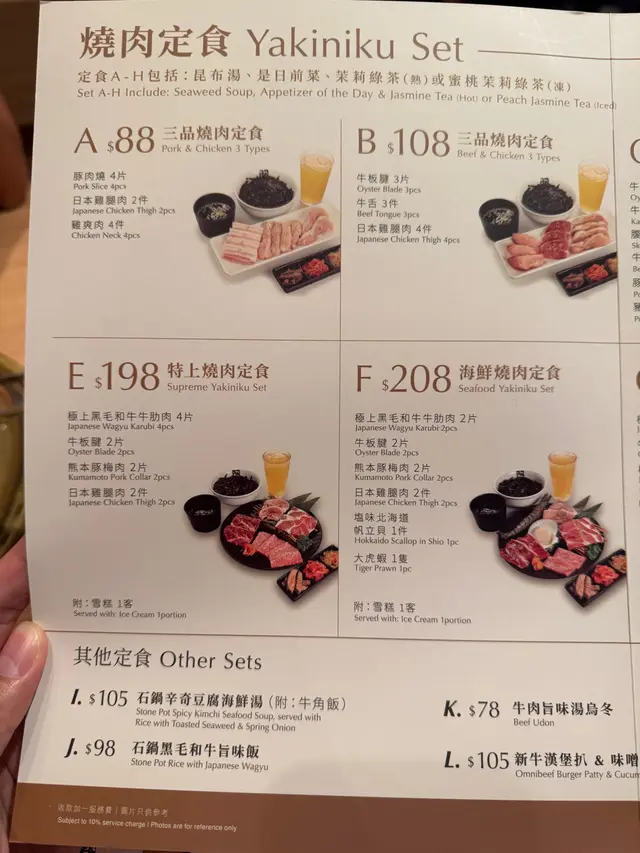 燒肉定食 Yakiniku Set
定食A-H包括：昆布湯、是日前菜、茉莉綠茶(熱)或蜜桃茉莉綠茶(凍)
Set A-H Include: Seaweed Soup, Appetizer of the Day & Jasmine Tea (Hot) or Peach Jasmine Tea (Iced)
A $88 三品燒肉定食
Pork & Chicken 3 Types
豚肉燒 4片
Pork Slice 4pcs
日本雞腿肉 2件
Japanese Chicken Thigh 2pcs
雞爽肉 4件
Chicken Neck 4pcs
B $108 三品燒肉定食
Beef & Chicken 3 Types
牛板腱 3片
Oyster Blade 3pcs
牛舌 3件
Beef Tongue 3pcs
日本雞腿肉 4件
Japanese Chicken Thigh 4pcs
E $198 特上燒肉定食
Supreme Yakiniku Set
極上黑毛和牛牛肋肉 4片
Japanese Wagyu Karubi 4pcs
牛板腱 2片
Oyster Blade 2pcs
熊本豚梅肉 2片
Kumamoto Pork Collar 2pcs
日本雞腿肉 2件
Japanese Chicken Thigh 2pcs
附：雪糕 1客
Served with: Ice Cream 1portion
F $208 海鮮燒肉定食
Seafood Yakiniku Set
極上黑毛和牛牛肋肉 2片
Japanese Wagyu Karubi 2pcs
牛板腱 2片
Oyster Blade 2pcs
熊本豚梅肉 2片
Kumamoto Pork Collar 2pcs
日本雞腿肉 2件
Japanese Chicken Thigh 2pcs
塩味北海道
帆立貝 1件
Hokkaido Scallop in Shio 1pc
大虎蝦 1隻
Tiger Prawn 1pc
附：雪糕 1客
Served with: Ice Cream 1portion
其他定食 Other Sets
I. $105 石鍋辛奇豆腐海鮮湯（附：牛角飯）
Stone Pot Spicy Kimchi Seafood Soup, served with
Rice with Toasted Seaweed & Spring Onion
J. $98 石鍋黑毛和牛旨味飯
Stone Pot Rice with Japanese Wagyu
K. $78 牛肉旨味湯烏冬
Beef Udon
L. $105 新牛漢堡扒 & 味噌
Omnibeef Burger Patty & Cucum
收取加一服務費｜圖片只供參考
Subject to 10% service charge | Photos are for reference only